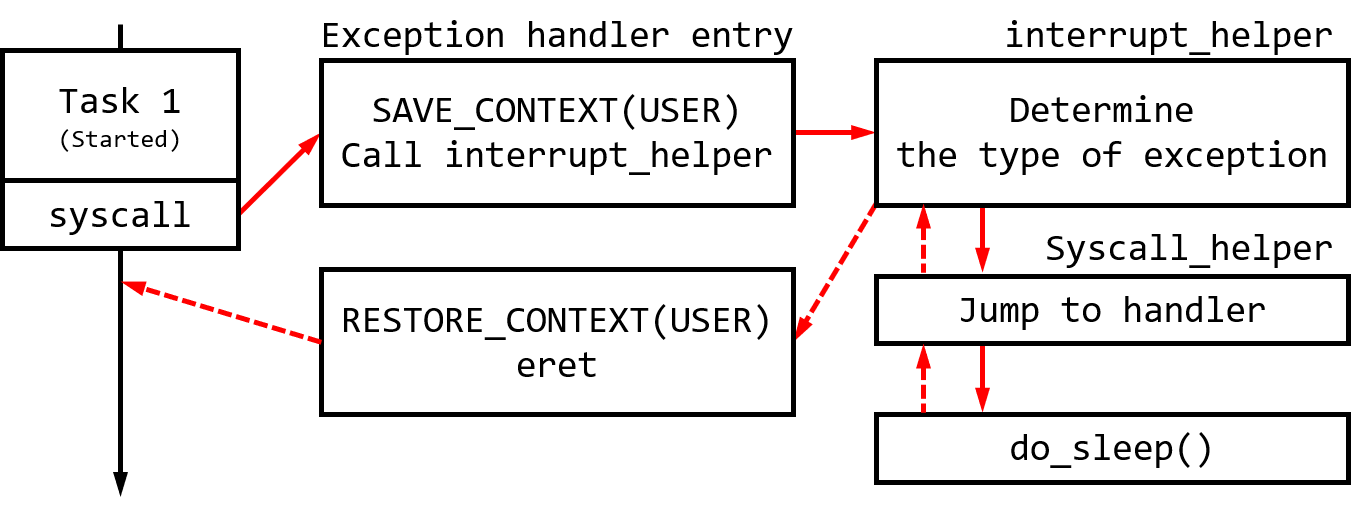 Exception handler entry
interrupt_helper
Task 1
(Started)
syscall
SAVE_CONTEXT(USER)
Call interrupt_helper
Determine
the type of exception
Syscall_helper
Jump to handler
RESTORE_CONTEXT(USER)
eret
do_sleep()